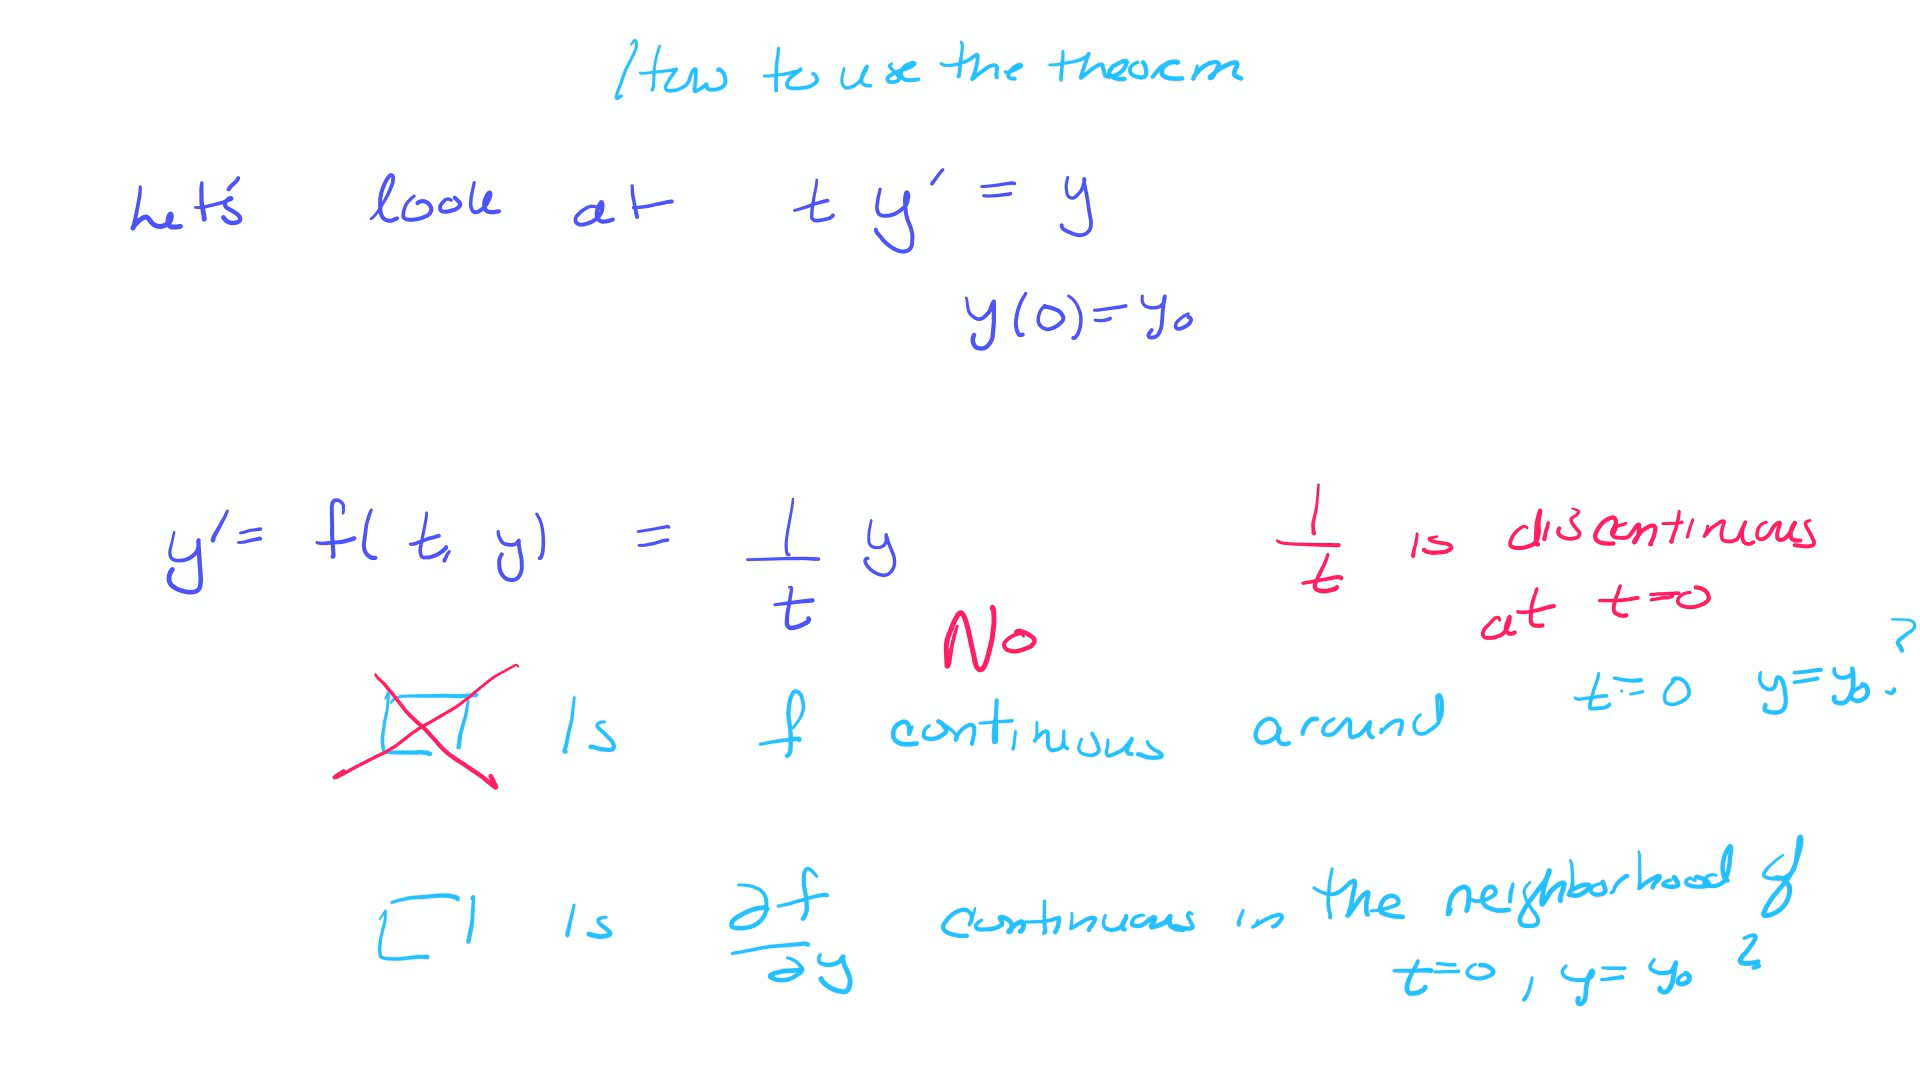 How to use the theorem
Let's look at t y' = y
y(0) = y₀
y' = f(t, y) = 1/t y
1/t is discontinuous
at t=0
No
Is f continuous around t=0 y=y₀?
Is ∂f/∂y continuous in the neighborhood of
t=0, y=y₀?